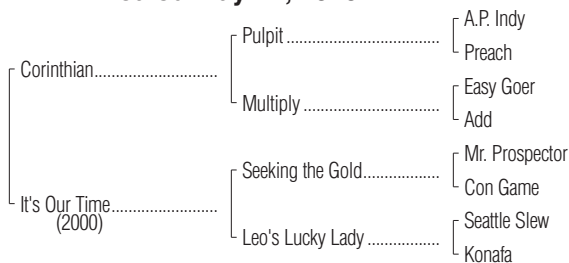 A.P. Indy
Pulpit
Preach
Corinthian
Easy Goer
Multiply
Add
Mr. Prospector
Seeking the Gold
Con Game
It's Our Time
(2000)
Seattle Slew
Leo's Lucky Lady
Konafa